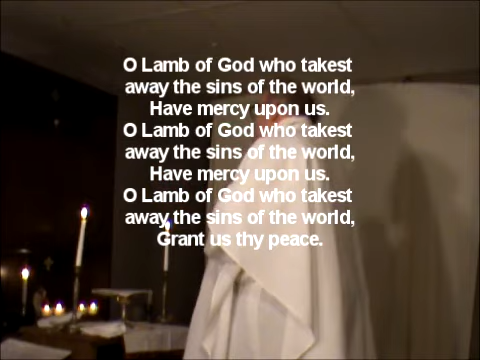 O Lamb of God who takest
away the sins of the world,
Have mercy upon us.
O Lamb of God who takest
away the sins of the world,
Have mercy upon us.
O Lamb of God who takest
away the sins of the world,
Grant us thy peace.